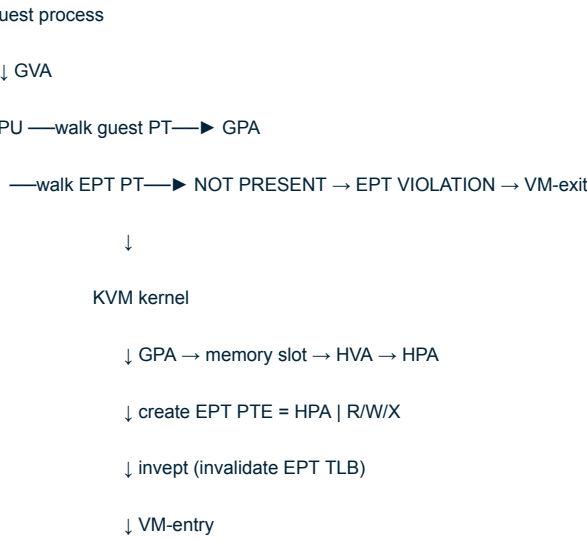 uest process
↓ GVA
PU ──walk guest PT──► GPA
──walk EPT PT──► NOT PRESENT → EPT VIOLATION → VM-exit
↓
KVM kernel
↓ GPA → memory slot → HVA → HPA
↓ create EPT PTE = HPA | R/W/X
↓ invept (invalidate EPT TLB)
↓ VM-entry